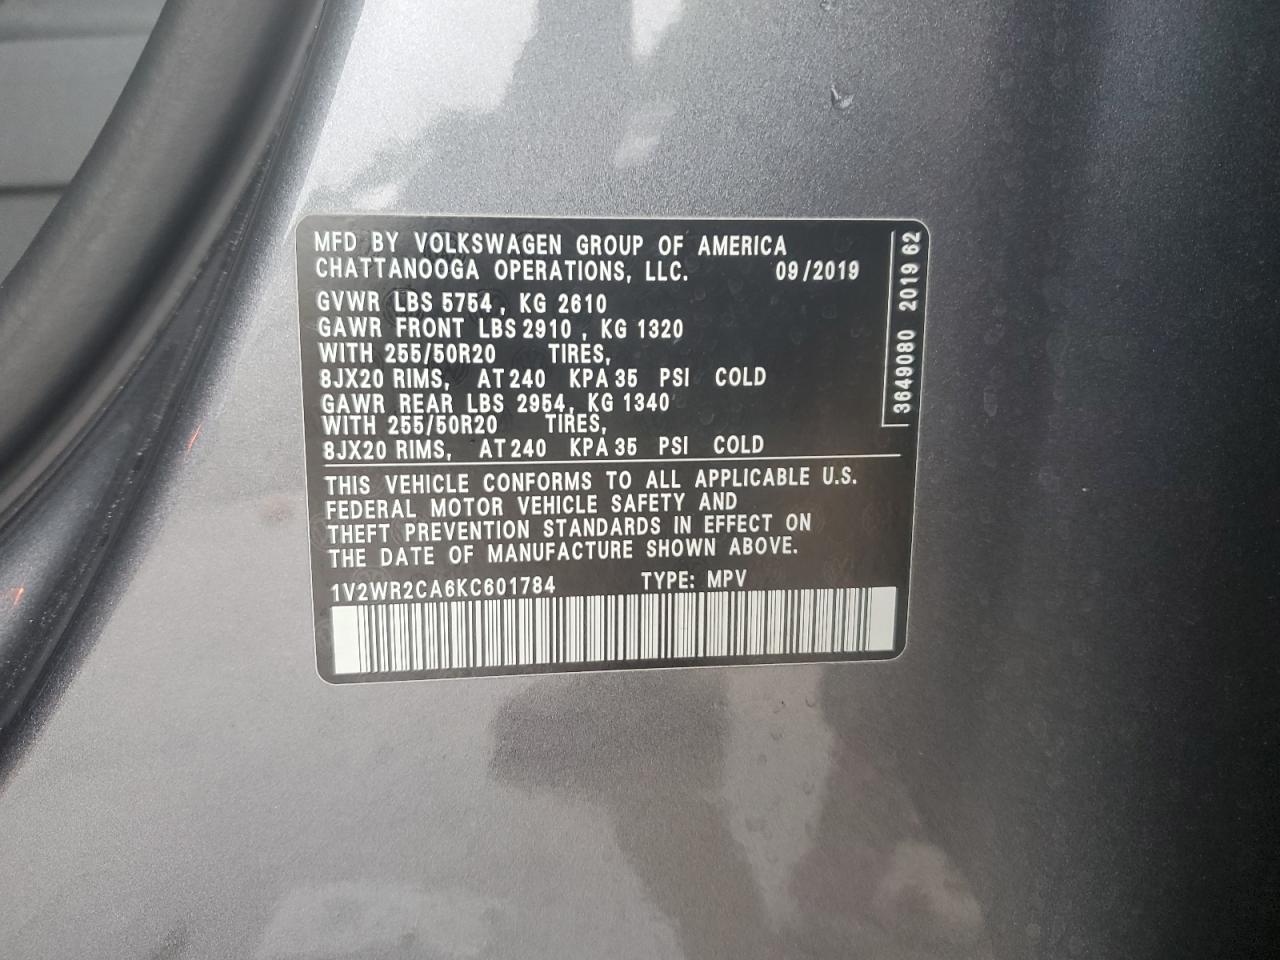 MFD BY VOLKSWAGEN GROUP OF AMERICA
CHATTANOOGA OPERATIONS, LLC. 09/2019
GVWR LBS 5754, KG 2610
GAWR FRONT LBS 2910, KG 1320
WITH 255/50R20 TIRES,
8JX20 RIMS, AT 240 KPA 35 PSI COLD
GAWR REAR LBS 2954, KG 1340
WITH 255/50R20 TIRES,
8JX20 RIMS, AT 240 KPA 35 PSI COLD
THIS VEHICLE CONFORMS TO ALL APPLICABLE U.S.
FEDERAL MOTOR VEHICLE SAFETY AND
THEFT PREVENTION STANDARDS IN EFFECT ON
THE DATE OF MANUFACTURE SHOWN ABOVE.
1V2WR2CA6KC601784 TYPE: MPV
3649080 2019 62